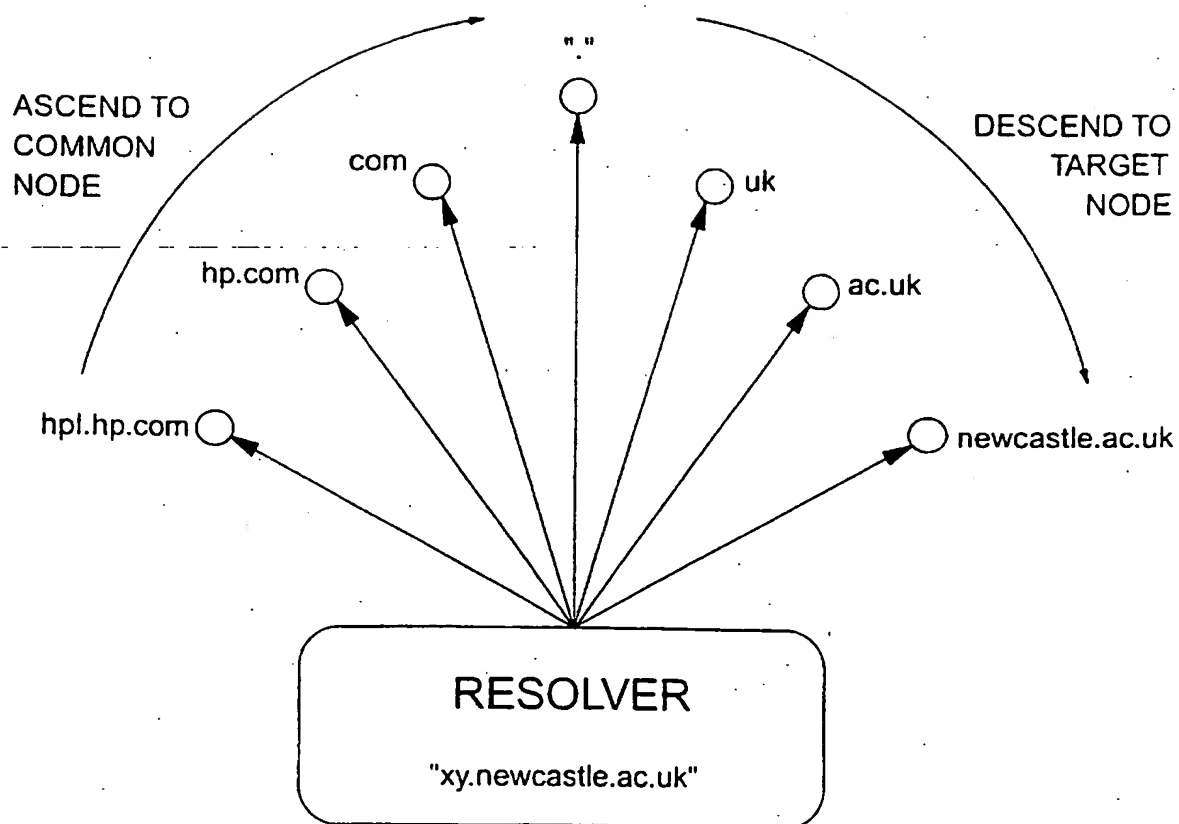 "."
ASCEND TO
COMMON
NODE
DESCEND TO
TARGET
NODE
com
uk
hp.com
ac.uk
hpl.hp.com
newcastle.ac.uk
RESOLVER
"xy.newcastle.ac.uk"